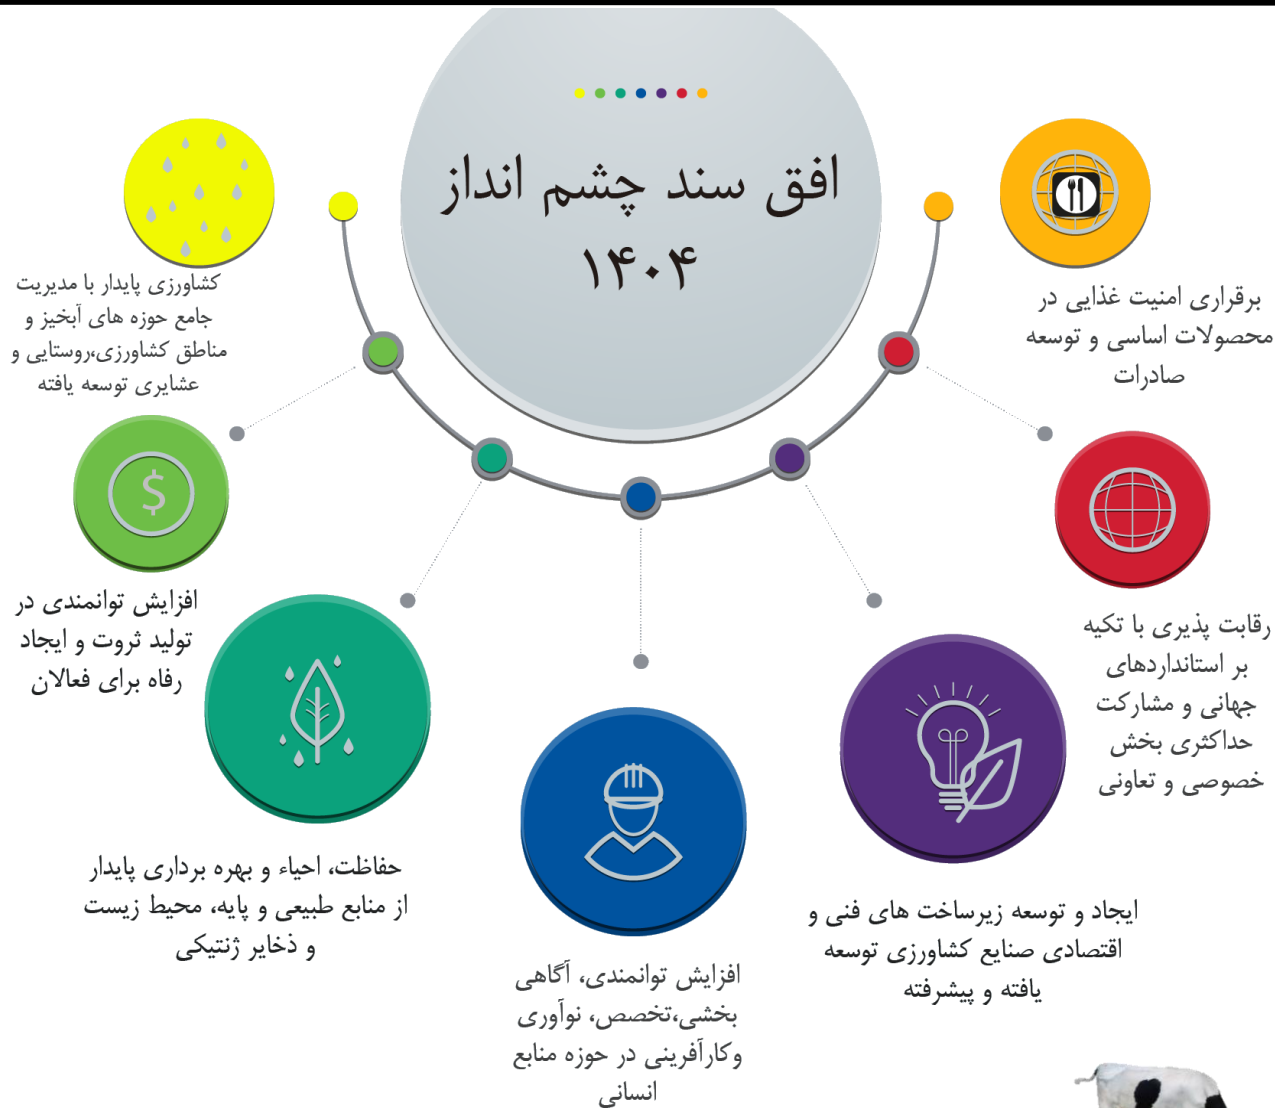 افق سند چشم انداز
۱۴۰۴
برقراری امنیت غذایی در
محصولات اساسی و توسعه
صادرات
رقابت پذیری با تکیه
بر استانداردهای
جهانی و مشارکت
حداکثری بخش
خصوصی و تعاونی
ایجاد و توسعه زیرساخت های فنی و
اقتصادی صنایع کشاورزی توسعه
یافته و پیشرفته
افزایش توانمندی، آگاهی
بخشی،تخصص، نوآوری
وکارآفرینی در حوزه منابع
انسانی
حفاظت، احیاء و بهره برداری پایدار
از منابع طبیعی و پایه، محیط زیست
و ذخایر ژنتیکی
$
افزایش توانمندی در
تولید ثروت و ایجاد
رفاه برای فعالان
کشاورزی پایدار با مدیریت
جامع حوزه های آبخیز و
مناطق کشاورزی،روستایی و
عشایری توسعه یافته